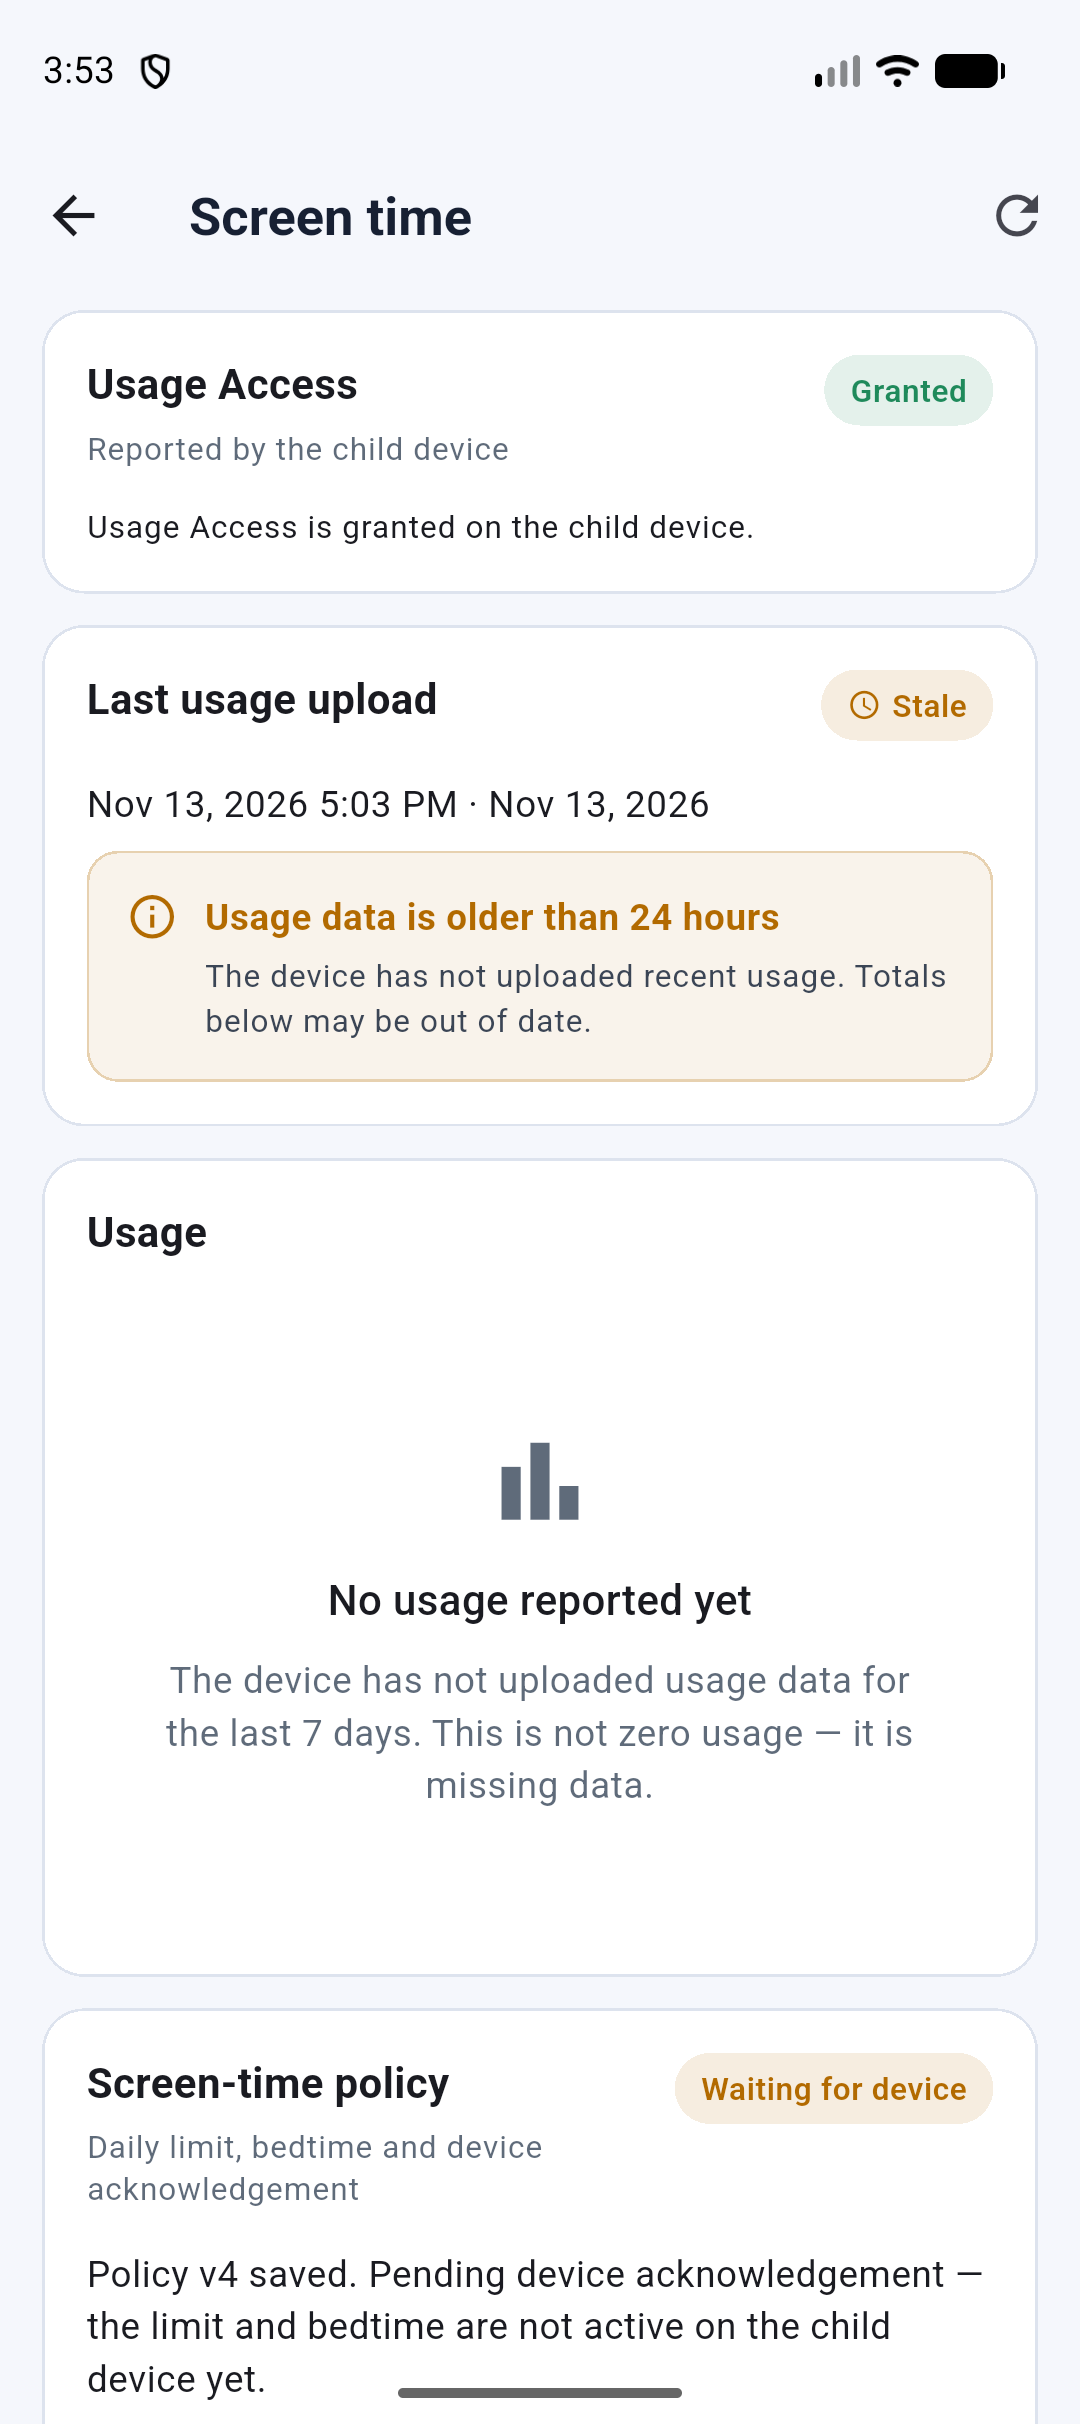 3:53
Screen time
Usage Access
Granted
Reported by the child device
Usage Access is granted on the child device.
Last usage upload
Stale
Nov 13, 2026 5:03 PM · Nov 13, 2026
Usage data is older than 24 hours
The device has not uploaded recent usage. Totals
below may be out of date.
Usage
No usage reported yet
The device has not uploaded usage data for
the last 7 days. This is not zero usage — it is
missing data.
Screen-time policy
Waiting for device
Daily limit, bedtime and device
acknowledgement
Policy v4 saved. Pending device acknowledgement —
the limit and bedtime are not active on the child
device yet.